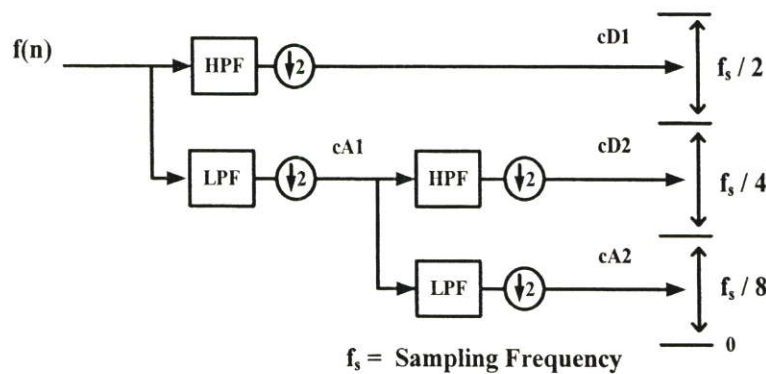 f(n)
HPF
↓2
cD1
f_s / 2
LPF
↓2
cA1
HPF
↓2
cD2
f_s / 4
LPF
↓2
cA2
f_s / 8
0
f_s = Sampling Frequency